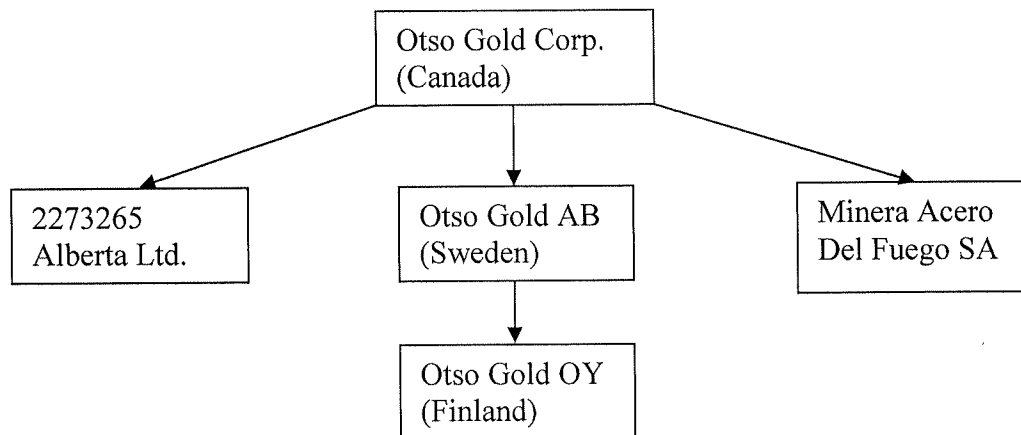 Otso Gold Corp.
(Canada)
2273265
Alberta Ltd.
Otso Gold AB
(Sweden)
Minera Acero
Del Fuego SA
Otso Gold OY
(Finland)